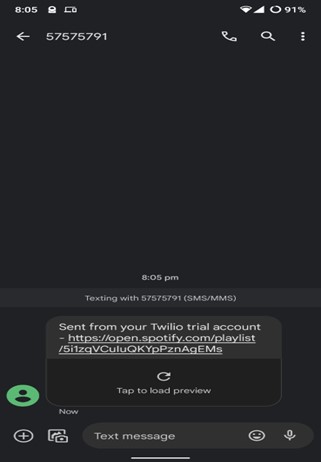 8:05 91%
57575791
8:05 pm
Texting with 57575791 (SMS/MMS)
Sent from your Twilio trial account
- https://open.spotify.com/playlist
/5i1zqVCuIuQKYpPznAgEMs
Tap to load preview
Now
Text message